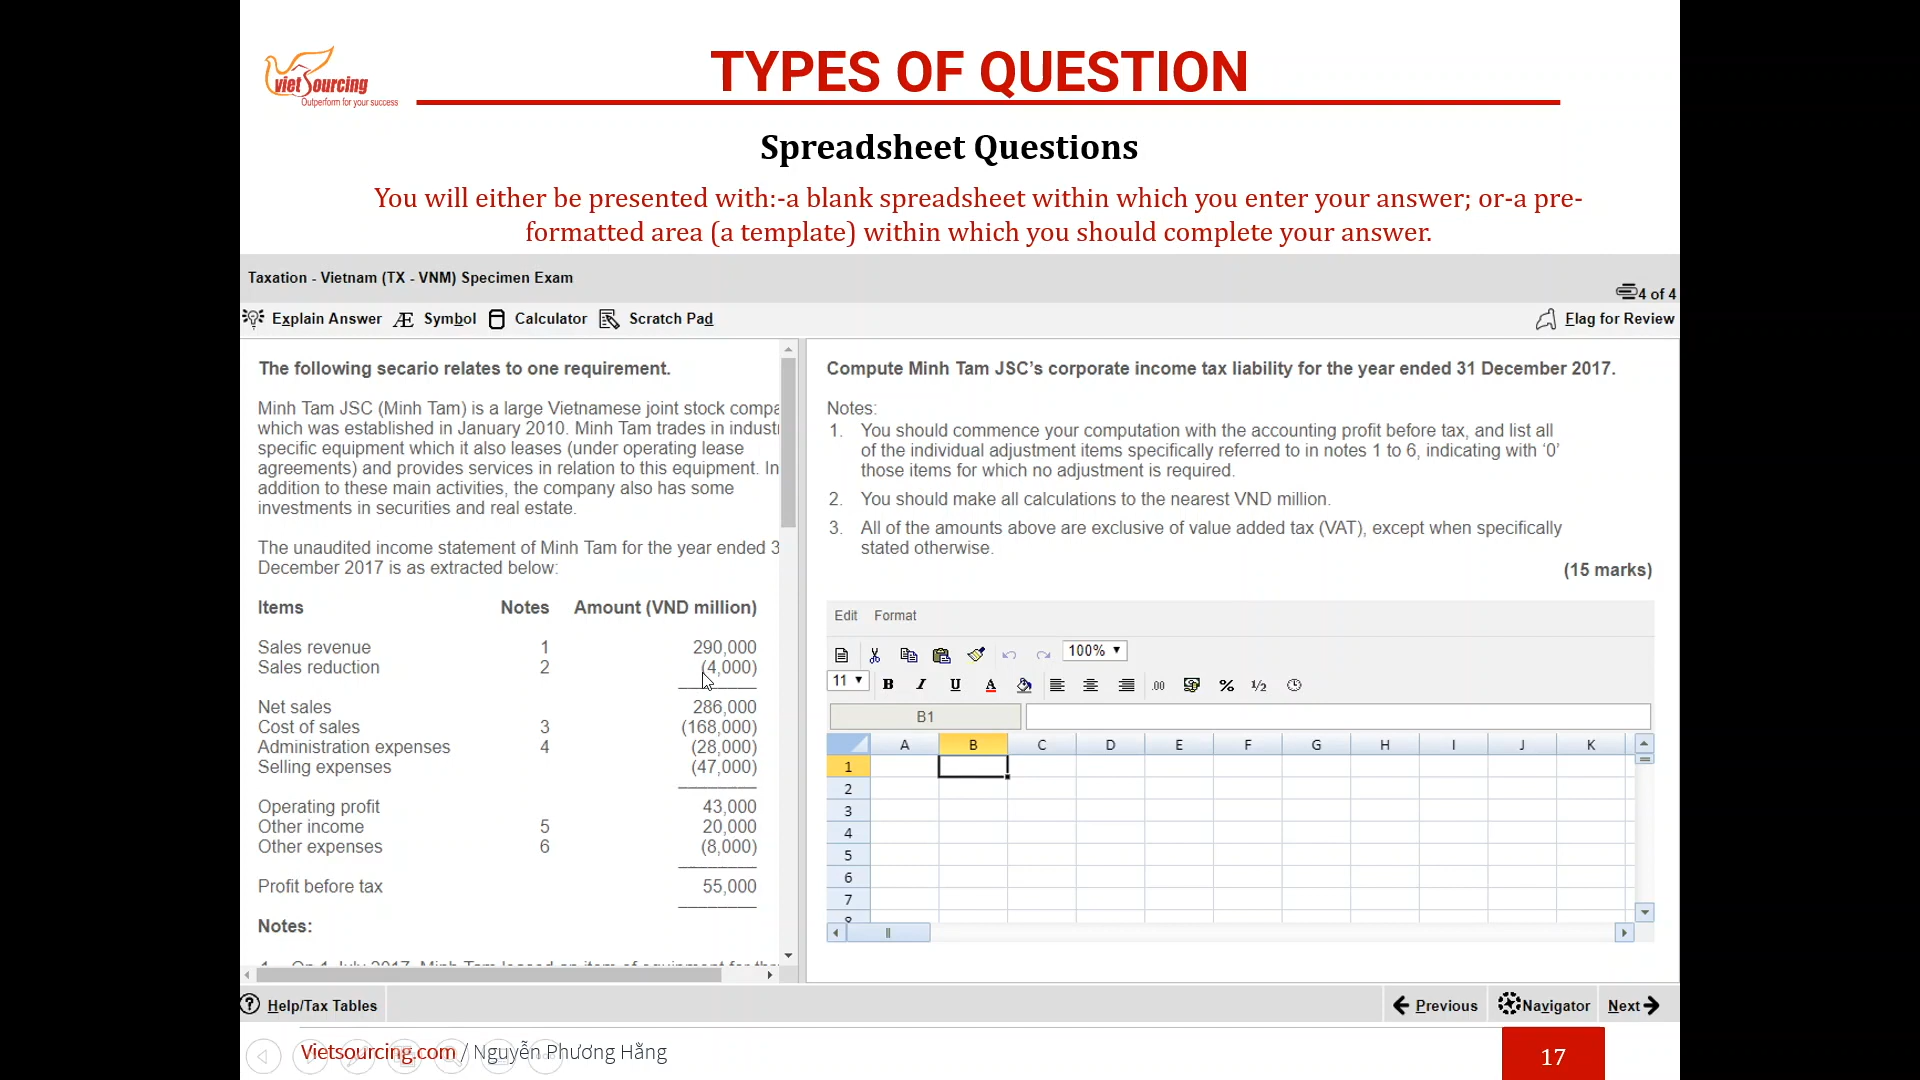 viet Sourcing
Outperform for your success
TYPES OF QUESTION
Spreadsheet Questions
You will either be presented with:-a blank spreadsheet within which you enter your answer; or-a pre-
formatted area (a template) within which you should complete your answer.
Taxation - Vietnam (TX - VNM) Specimen Exam
4 of 4
Explain Answer
Symbol
Calculator
Scratch Pad
Flag for Review
The following secario relates to one requirement.
Minh Tam JSC (Minh Tam) is a large Vietnamese joint stock compa
which was established in January 2010. Minh Tam trades in industr
specific equipment which it also leases (under operating lease
agreements) and provides services in relation to this equipment. In
addition to these main activities, the company also has some
investments in securities and real estate.
The unaudited income statement of Minh Tam for the year ended 3
December 2017 is as extracted below:
Items Notes Amount (VND million)
Sales revenue 1 290,000
Sales reduction 2 (4,000)
Net sales 286,000
Cost of sales 3 (168,000)
Administration expenses 4 (28,000)
Selling expenses (47,000)
Operating profit 43,000
Other income 5 20,000
Other expenses 6 (8,000)
Profit before tax 55,000
Notes:
Compute Minh Tam JSC's corporate income tax liability for the year ended 31 December 2017.
Notes:
1. You should commence your computation with the accounting profit before tax, and list all
of the individual adjustment items specifically referred to in notes 1 to 6, indicating with ‘0’
those items for which no adjustment is required.
2. You should make all calculations to the nearest VND million.
3. All of the amounts above are exclusive of value added tax (VAT), except when specifically
stated otherwise.
(15 marks)
Edit Format
100%
11 B I U A .00 % ½
B1
A B C D E F G H I J K
1
2
3
4
5
6
7
8
Help/Tax Tables
Previous
Navigator
Next
Vietsourcing.com / Nguyễn Phương Hằng
17